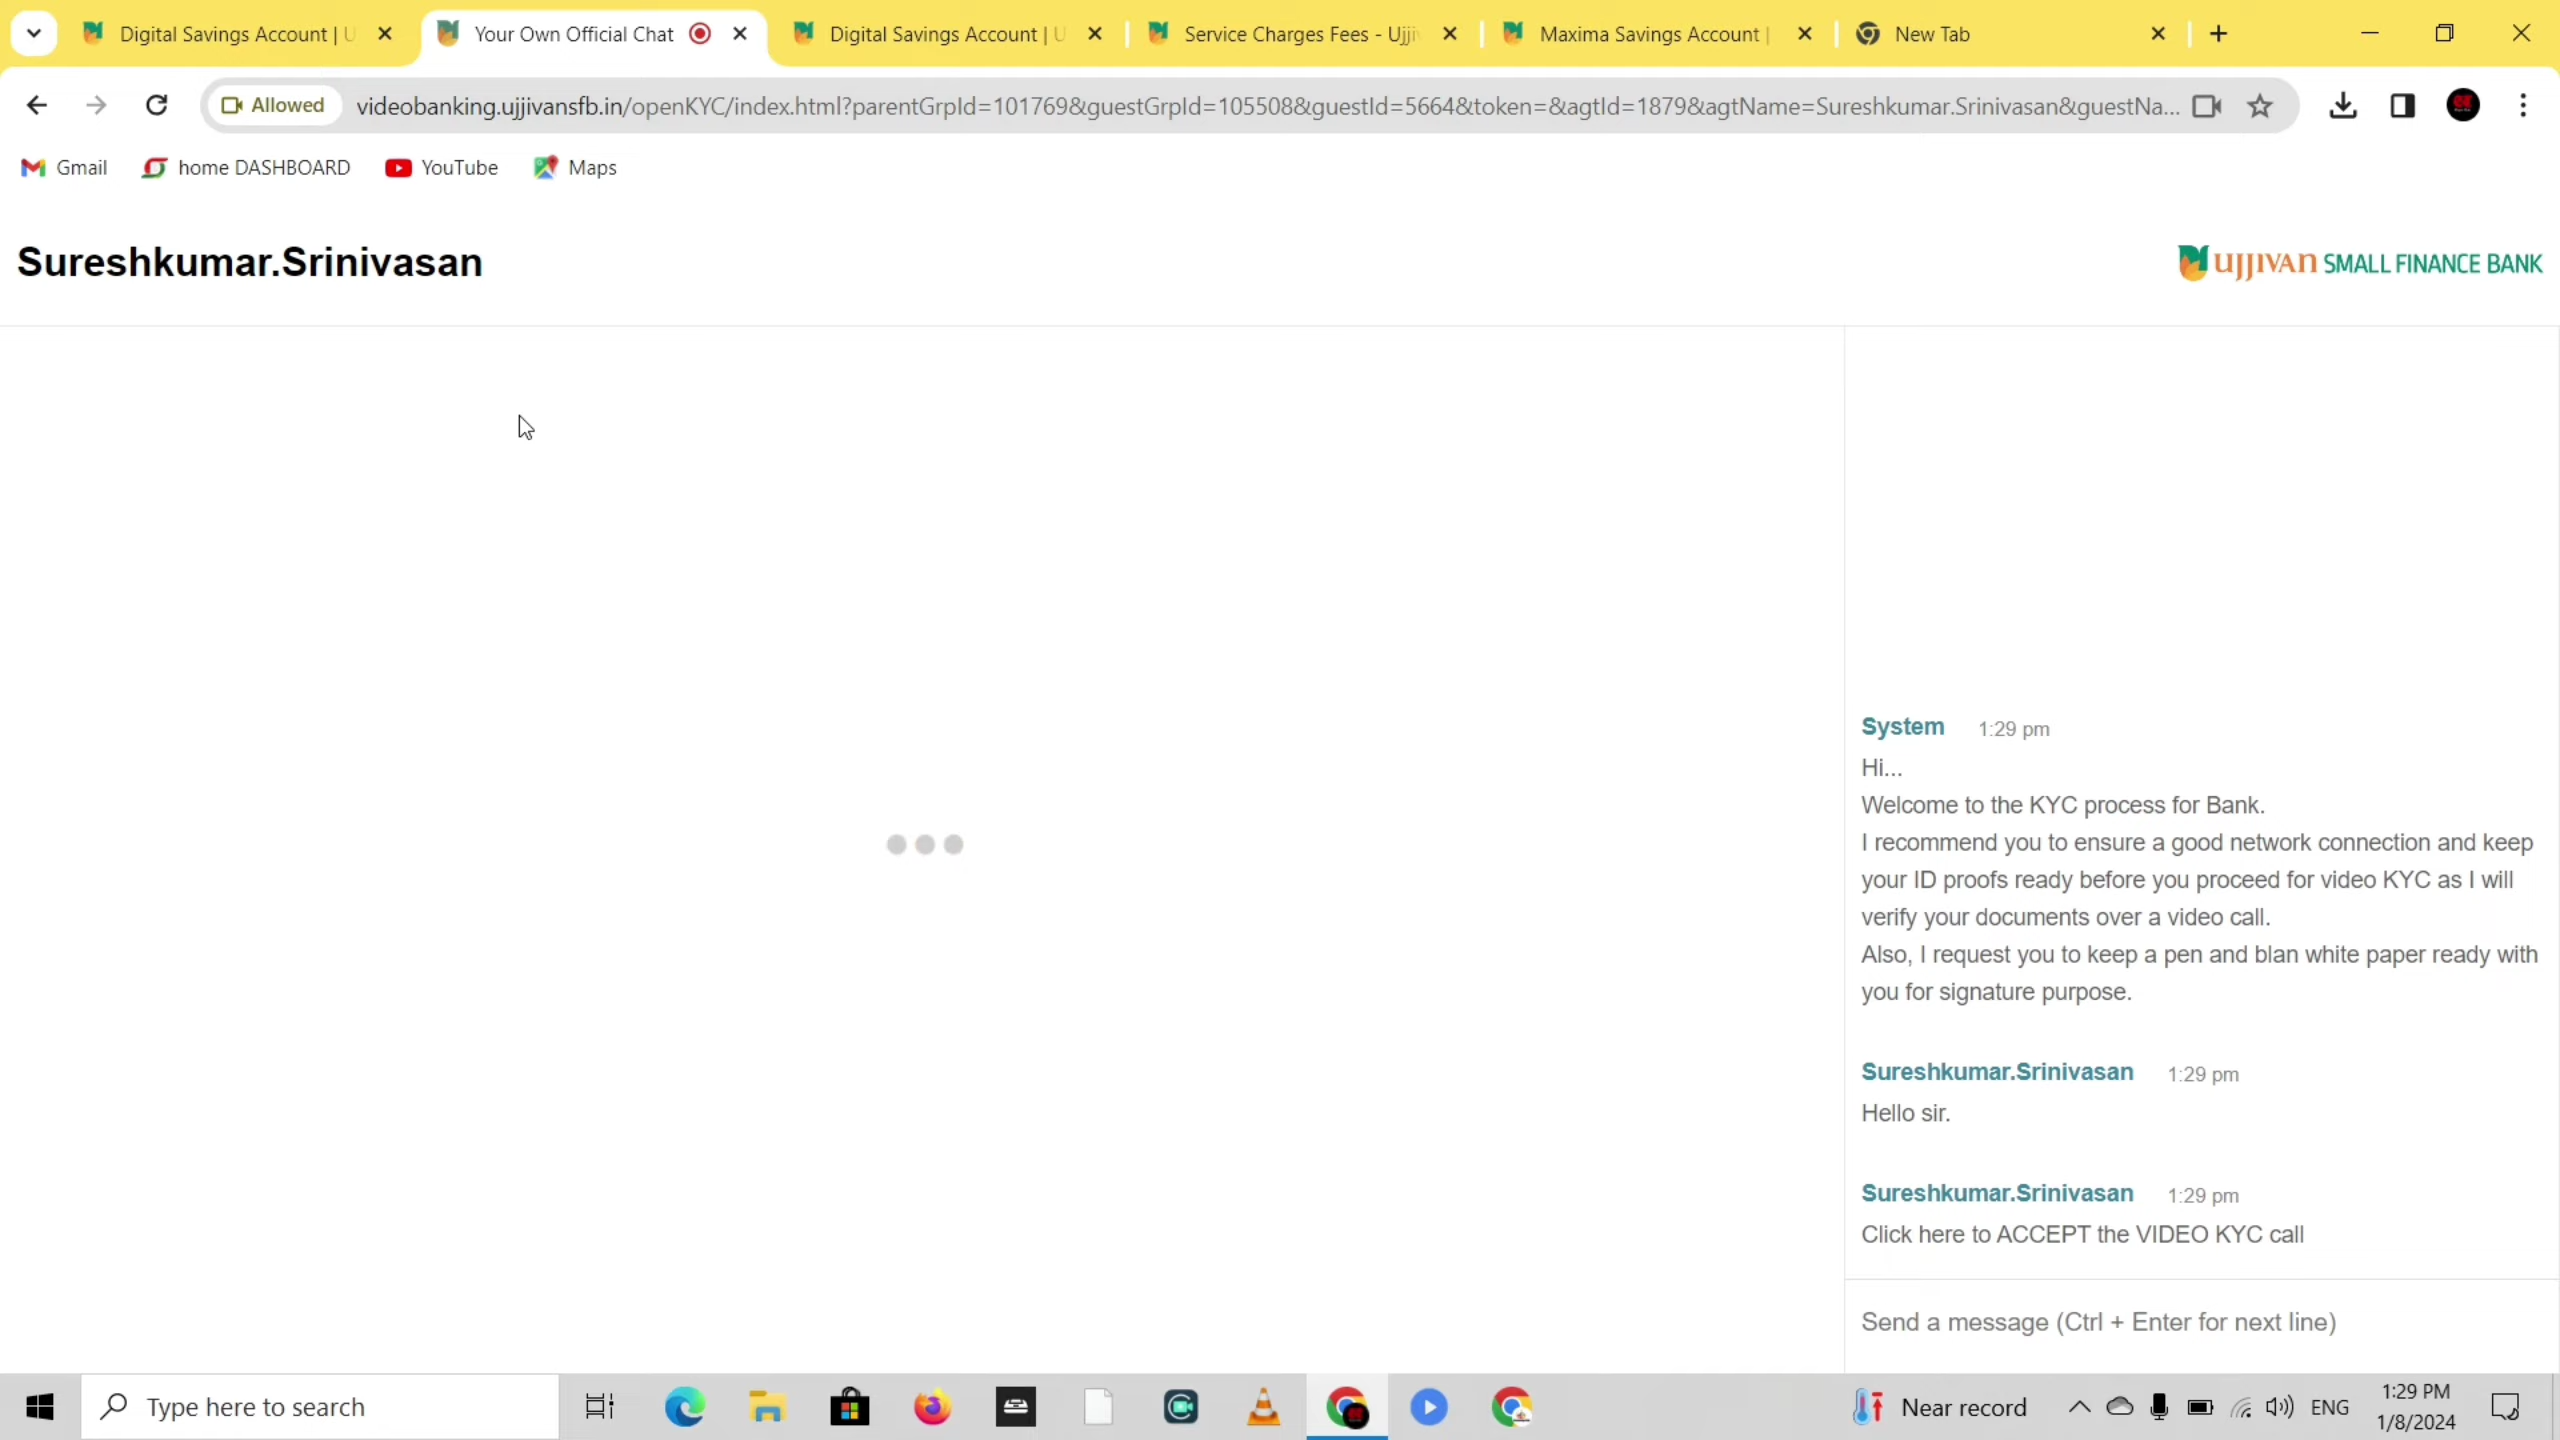 Digital Savings Account | U
Your Own Official Chat
Digital Savings Account | U
Service Charges Fees - Ujji
Maxima Savings Account |
New Tab
Allowed
videobanking.ujjivansfb.in/openKYC/index.html?parentGrpId=101769&guestGrpId=105508&guestId=5664&token=&agtId=1879&agtName=Sureshkumar.Srinivasan&guestNa...
Gmail
home DASHBOARD
YouTube
Maps
Sureshkumar.Srinivasan
UJJIVAN SMALL FINANCE BANK
System 1:29 pm
Hi...
Welcome to the KYC process for Bank.
I recommend you to ensure a good network connection and keep
your ID proofs ready before you proceed for video KYC as I will
verify your documents over a video call.
Also, I request you to keep a pen and blan white paper ready with
you for signature purpose.
Sureshkumar.Srinivasan 1:29 pm
Hello sir.
Sureshkumar.Srinivasan 1:29 pm
Click here to ACCEPT the VIDEO KYC call
Send a message (Ctrl + Enter for next line)
Type here to search
Near record
ENG
1:29 PM
1/8/2024